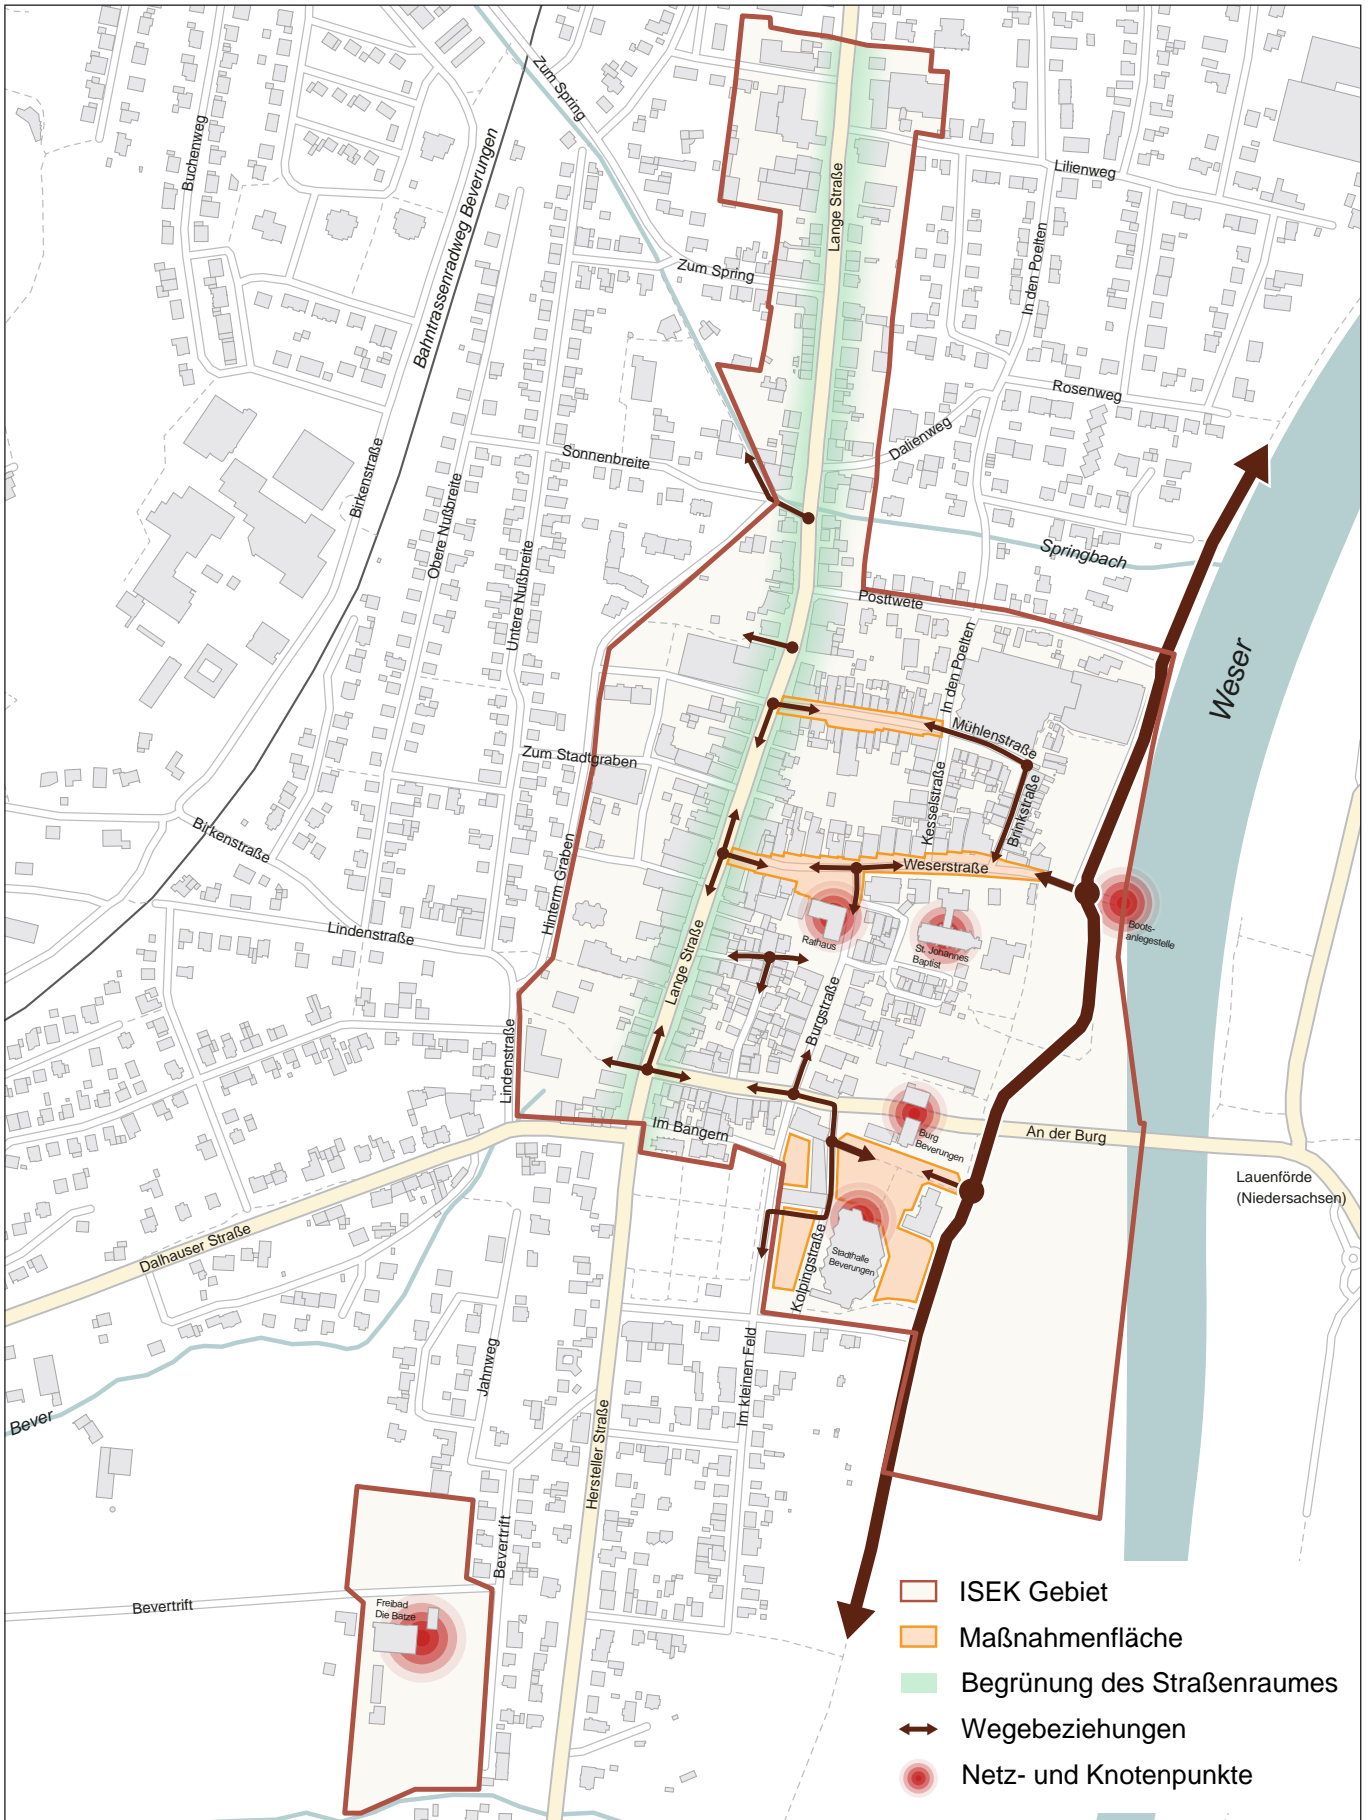 Zum Spring
Buchenweg
Bahntrassenradweg Beverungen
Lange Straße
Lilienweg
In den Poelten
Zum Spring
Rosenweg
Dalienweg
Sonnenbreite
Birkenstraße
Obere Nußbreite
Untere Nußbreite
Springbach
Posttwete
Weser
In den Poelten
Mühlenstraße
Zum Stadtgraben
Kesselstraße
Brinkstraße
Birkenstraße
Hinterm Graben
Weserstraße
Lindenstraße
Boots-
anlegestelle
Rathaus
St. Johannes
Baptist
Lange Straße
Burgstraße
Lindenstraße
Im Bangern
Burg
Beverungen
An der Burg
Lauenförde
(Niedersachsen)
Dalhauser Straße
Kolpingstraße
Stadthalle
Beverungen
Jahnweg
Im kleinen Feld
Bever
Hersteller Straße
Bevertrift
Bevertrift
Freibad
Die Batze
ISEK Gebiet
Maßnahmenfläche
Begrünung des Straßenraumes
Wegebeziehungen
Netz- und Knotenpunkte